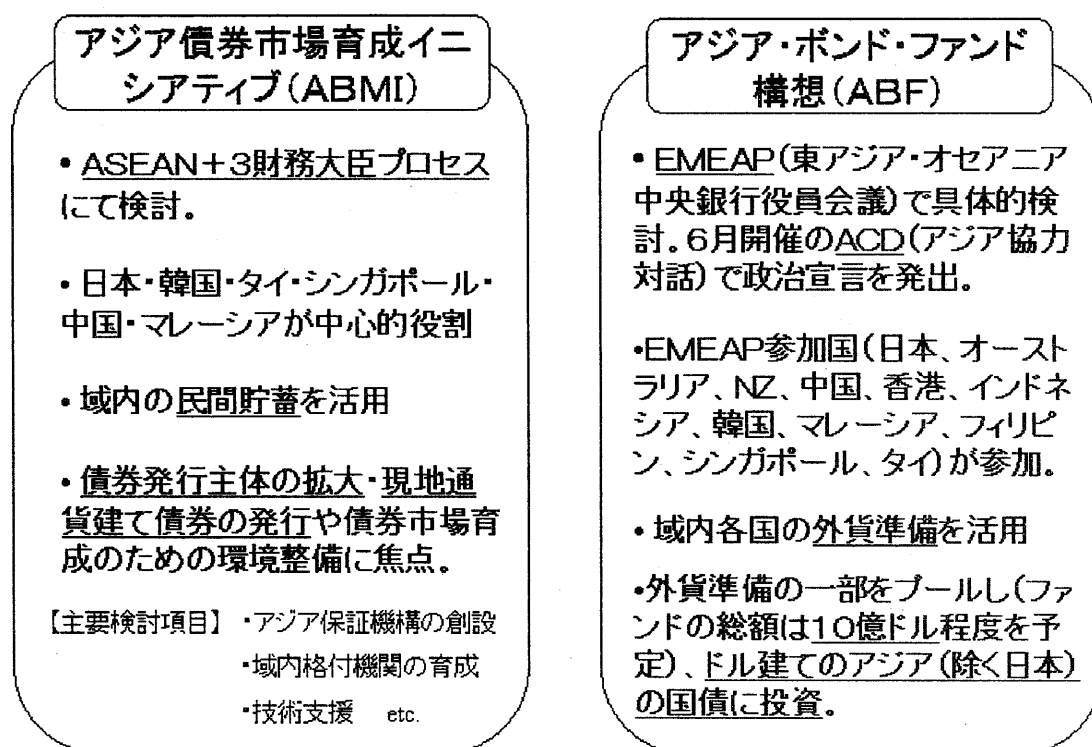 アジア債券市場育成イニ
シアティブ(ABMI)
• ASEAN+3財務大臣プロセス
にて検討。
• 日本・韓国・タイ・シンガポール・
中国・マレーシアが中心的役割
• 域内の民間貯蓄を活用
• 債券発行主体の拡大・現地通
貨建て債券の発行や債券市場育
成のための環境整備に焦点。
【主要検討項目】 ・アジア保証機構の創設
・域内格付機関の育成
・技術支援 etc.
アジア・ボンド・ファンド
構想(ABF)
• EMEAP(東アジア・オセアニア
中央銀行役員会議)で具体的検
討。6月開催のACD(アジア協力
対話)で政治宣言を発出。
•EMEAP参加国(日本、オースト
ラリア、NZ、中国、香港、インドネ
シア、韓国、マレーシア、フィリピ
ン、シンガポール、タイ)が参加。
• 域内各国の外貨準備を活用
•外貨準備の一部をプールし(ファ
ンドの総額は10億ドル程度を予
定)、ドル建てのアジア(除く日本)
の国債に投資。